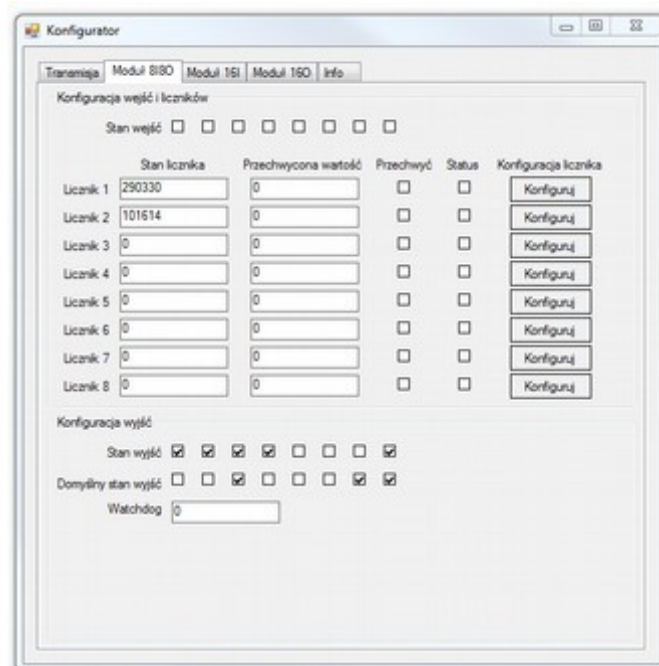 Konfigurator
Transmisja Moduł 8I8O Moduł 16I Moduł 16O Info
Konfiguracja wejść i liczników
Stan wejść
Stan licznika Przechwycona wartość Przechwyć Status Konfiguracja licznika
Licznik 1 290330 0 Konfiguruj
Licznik 2 101614 0 Konfiguruj
Licznik 3 0 0 Konfiguruj
Licznik 4 0 0 Konfiguruj
Licznik 5 0 0 Konfiguruj
Licznik 6 0 0 Konfiguruj
Licznik 7 0 0 Konfiguruj
Licznik 8 0 0 Konfiguruj
Konfiguracja wyjść
Stan wyjść
Domyślny stan wyjść
Watchdog 0